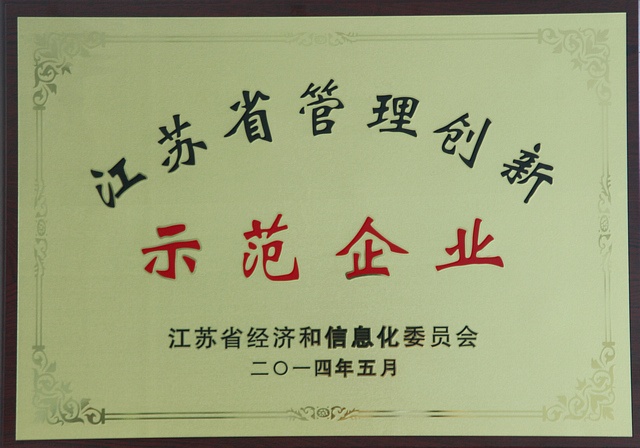 江苏省管理创新
示范企业
江苏省经济和信息化委员会
二〇一四年五月